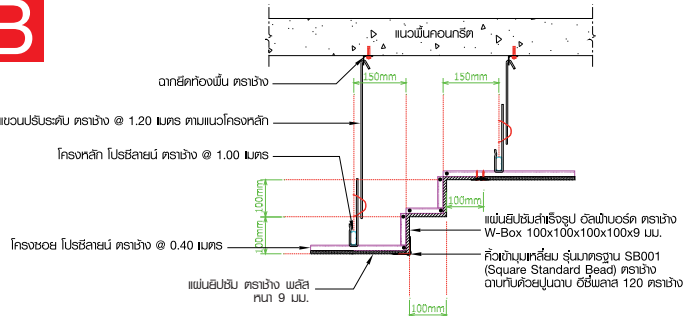 B
แนวพื้นคอนกรีต
ฉากยึดท้องพื้น ตราช้าง
150mm
150mm
แขวนปรับระดับ ตราช้าง @ 1.20 เมตร ตามแนวโครงหลัก
โครงหลัก โปรซีลายน์ ตราช้าง @ 1.00 เมตร
100mm
100mm
100mm
แผ่นยิปซัมสำเร็จรูป อัลฟ่าบอร์ด ตราช้าง
W-Box 100x100x100x100x9 มม.
โครงซอย โปรซีลายน์ ตราช้าง @ 0.40 เมตร
คิ้วเข้ามุมเหลี่ยม รุ่นมาตรฐาน SB001
(Square Standard Bead) ตราช้าง
ฉาบทับด้วยปูนฉาบ อีซี่พลาส 120 ตราช้าง
แผ่นยิปซัม ตราช้าง พลัส
หนา 9 มม.
100mm